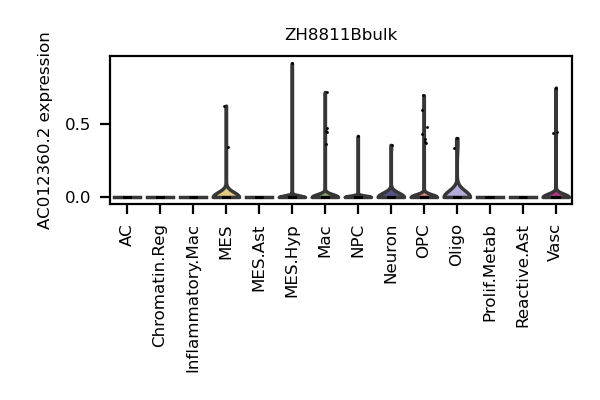 ZH8811Bbulk
AC012360.2 expression
0.5
0.0
AC
Chromatin.Reg
Inflammatory.Mac
MES
MES.Ast
MES.Hyp
Mac
NPC
Neuron
OPC
Oligo
Prolif.Metab
Reactive.Ast
Vasc